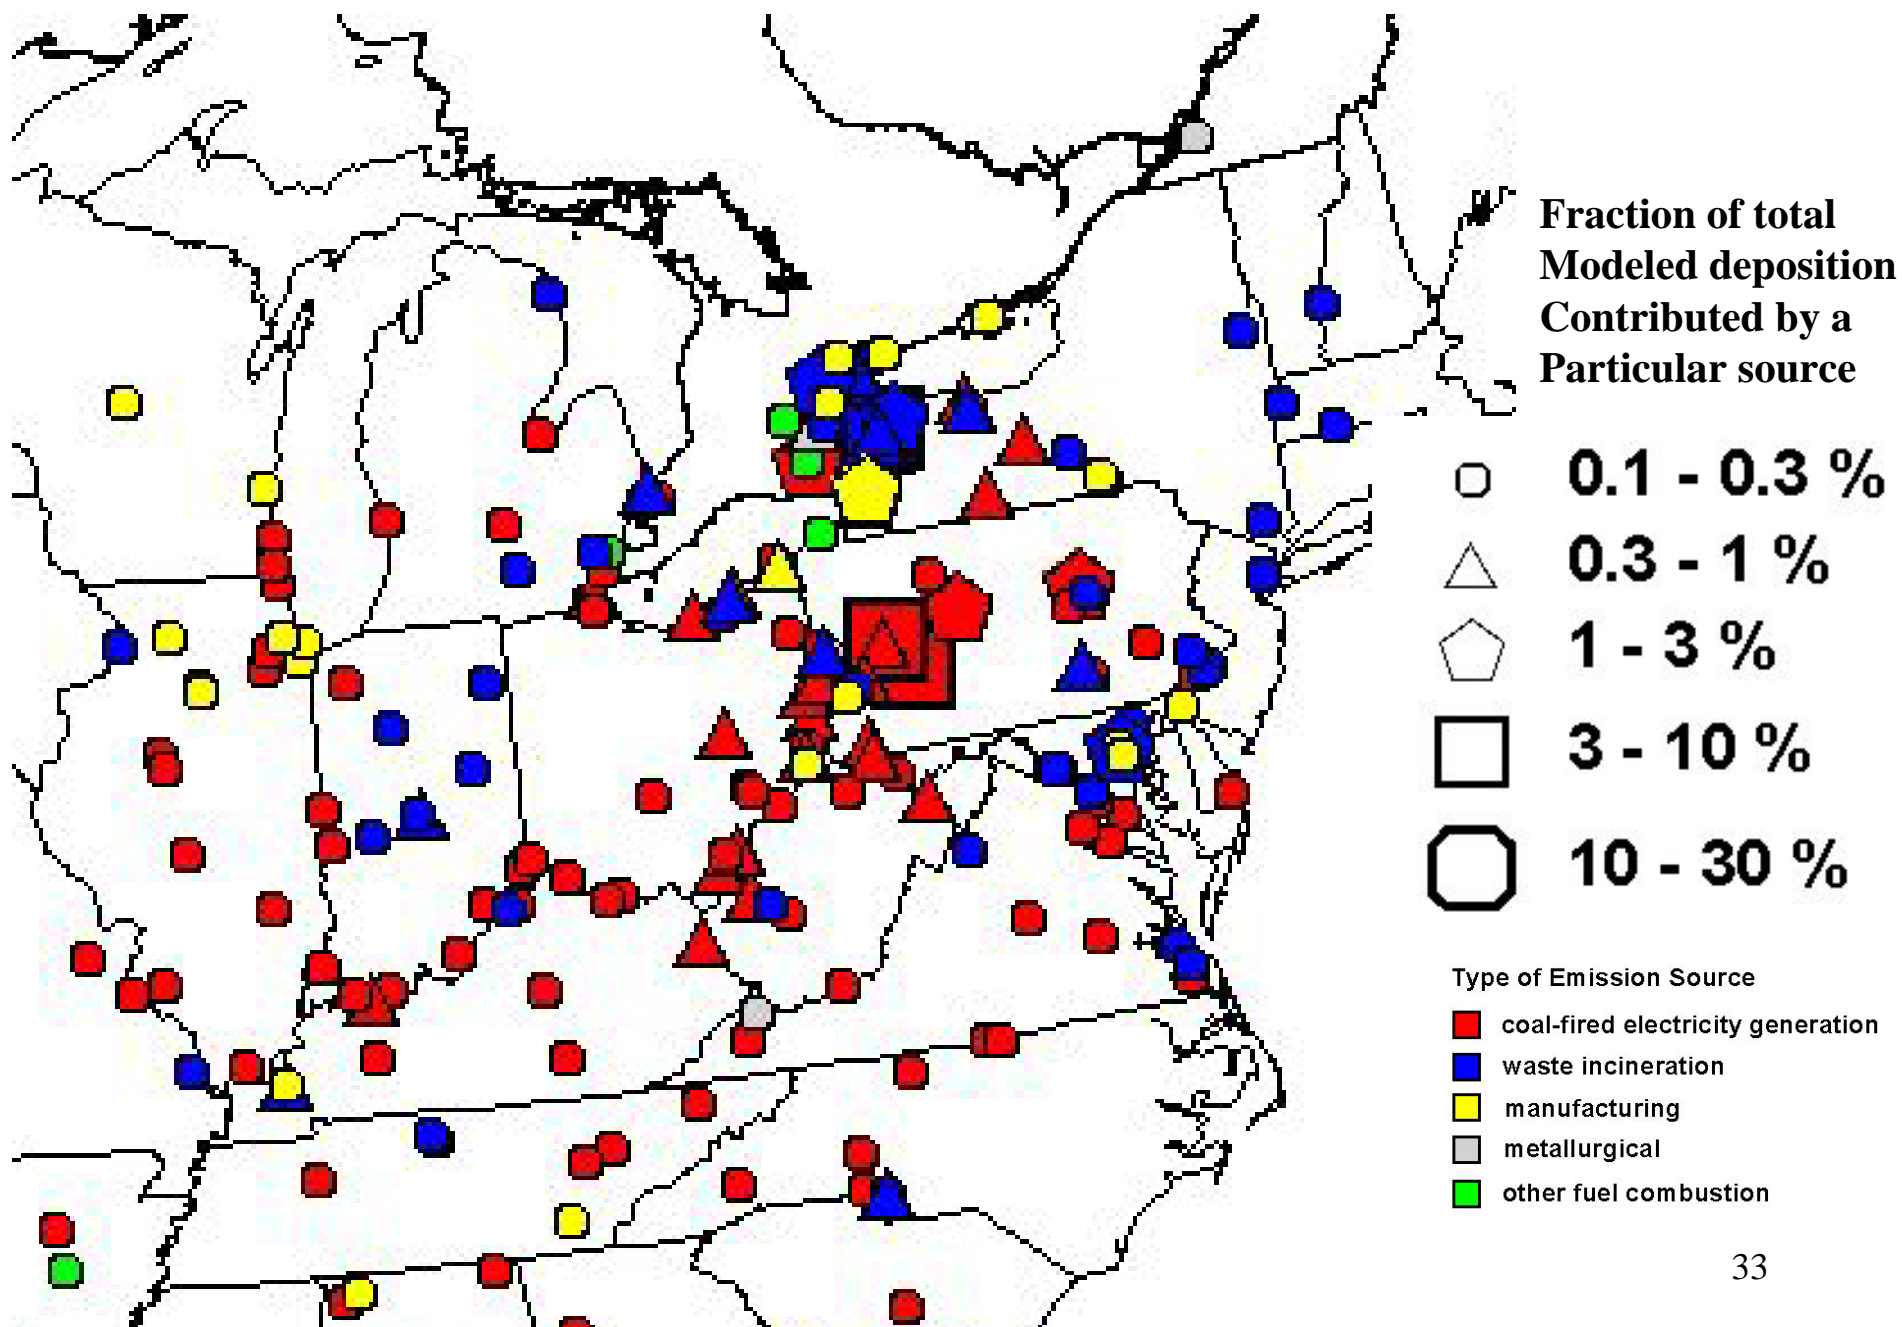 Fraction of total
Modeled deposition
Contributed by a
Particular source
0.1 - 0.3 %
0.3 - 1 %
1 - 3 %
3 - 10 %
10 - 30 %
Type of Emission Source
coal-fired electricity generation
waste incineration
manufacturing
metallurgical
other fuel combustion
33